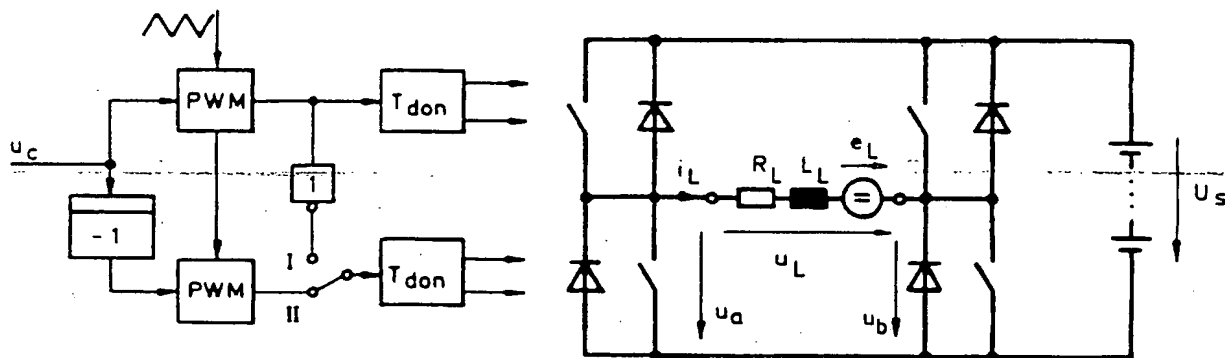 PWM
T_don
u_c
1
-1
I
II
PWM
T_don
i_L
R_L
L_L
e_L
=
u_L
u_a
u_b
U_s